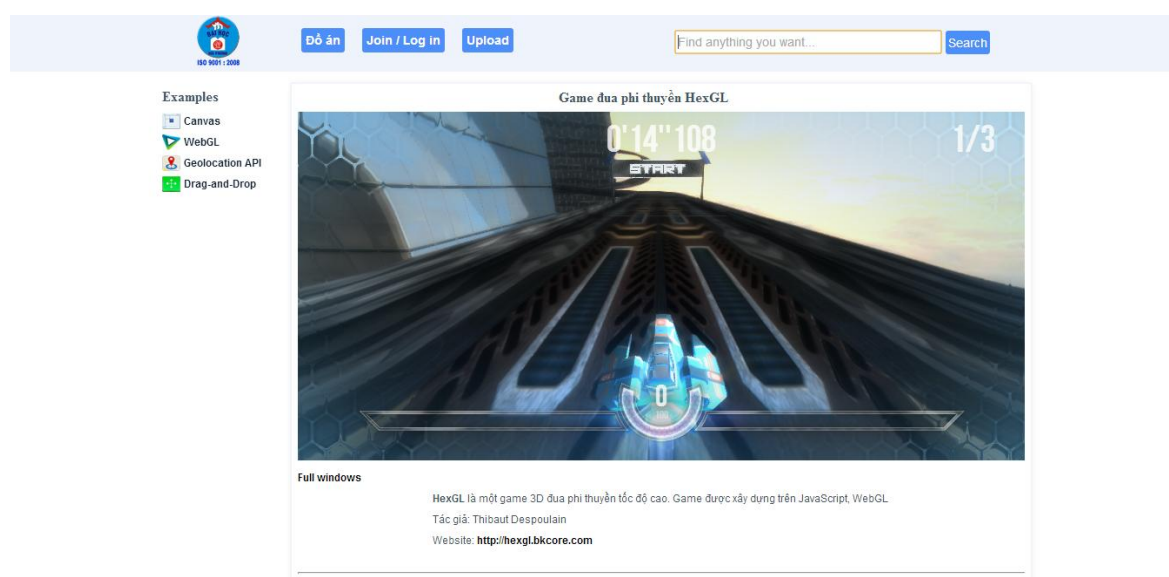 ĐẠI HỌC
ISO 9001 : 2008
Đồ án
Join / Log in
Upload
Find anything you want...
Search
Examples
Canvas
WebGL
Geolocation API
Drag-and-Drop
Game đua phi thuyền HexGL
0'14''108
1/3
START
0
Full windows
HexGL là một game 3D đua phi thuyền tốc độ cao. Game được xây dựng trên JavaScript, WebGL
Tác giả: Thibaut Despoulain
Website: http://hexgl.bkcore.com